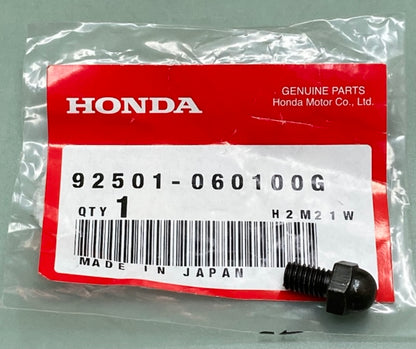 GENUINE PARTS
HONDA
Honda Motor Co., Ltd.
92501-060100G
QTY 1
H2M21W
MADE IN JAPAN